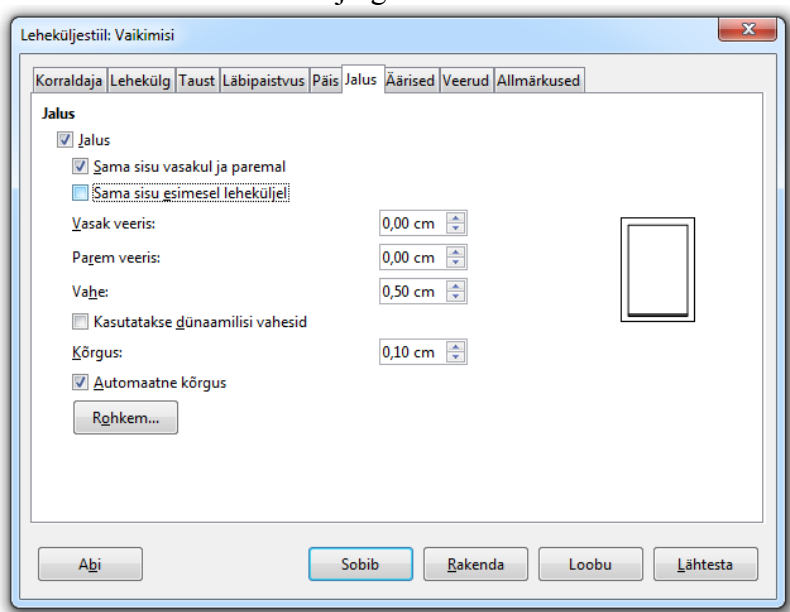 Leheküljestiil: Vaikimisi
Korraldaja Lehekülg Taust Läbipaistvus Päis Jalus Äärised Veerud Allmärkused
Jalus
Jalus
Sama sisu vasakul ja paremal
Sama sisu esimesel leheküljel
Vasak veeris: 0,00 cm
Parem veeris: 0,00 cm
Vahe: 0,50 cm
Kasutatakse dünaamilisi vahesid
Kõrgus: 0,10 cm
Automaatne kõrgus
Rohkem...
Abi Sobib Rakenda Loobu Lähtesta